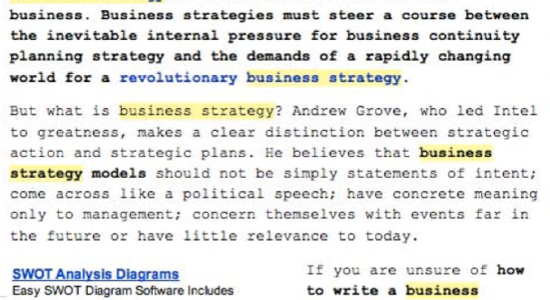 business. Business strategies must steer a course between
the inevitable internal pressure for business continuity
planning strategy and the demands of a rapidly changing
world for a revolutionary business strategy.
But what is business strategy? Andrew Grove, who led Intel
to greatness, makes a clear distinction between strategic
action and strategic plans. He believes that business
strategy models should not be simply statements of intent;
come across like a political speech; have concrete meaning
only to management; concern themselves with events far in
the future or have little relevance to today.
SWOT Analysis Diagrams
Easy SWOT Diagram Software Includes
If you are unsure of how
to write a business